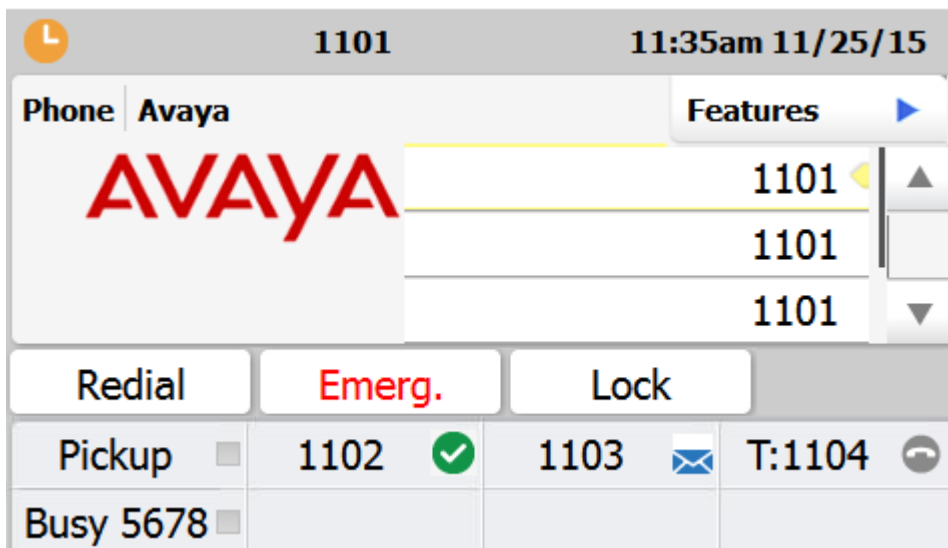 1101 11:35am 11/25/15
Phone Avaya Features
AVAYA
1101
1101
1101
Redial Emerg. Lock
Pickup 1102 1103 T:1104
Busy 5678